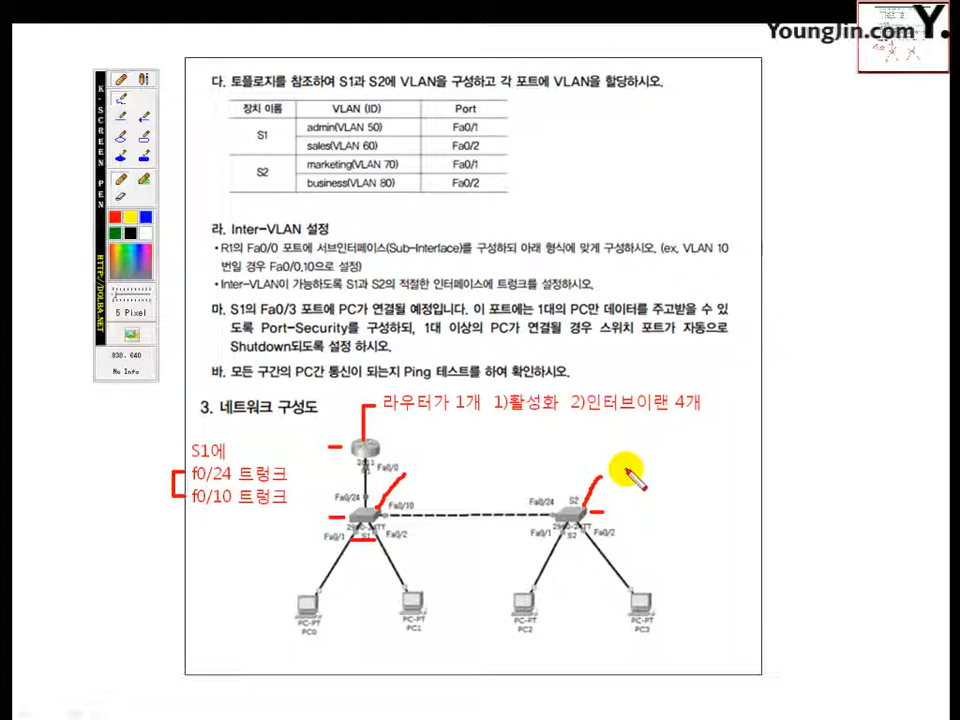 YoungJin.com Y.
K-SCREEN PEN
HTTP://DOLBA.NET
5 Pixel
838. 640
No Info
다. 토플로지를 참조하여 S1과 S2에 VLAN을 구성하고 각 포트에 VLAN을 할당하시오.
장치 이름 VLAN (ID) Port
S1 admin(VLAN 50) Fa0/1
sales(VLAN 60) Fa0/2
S2 marketing(VLAN 70) Fa0/1
business(VLAN 80) Fa0/2
라. Inter-VLAN 설정
• R1의 Fa0/0 포트에 서브인터페이스(Sub-Interface)를 구성하되 아래 형식에 맞게 구성하시오. (ex. VLAN 10
번일 경우 Fa0/0.10으로 설정)
• Inter-VLAN이 가능하도록 S1과 S2의 적절한 인터페이스에 트렁크를 설정하시오.
마. S1의 Fa0/3 포트에 PC가 연결될 예정입니다. 이 포트에는 1대의 PC만 데이터를 주고받을 수 있
도록 Port-Security를 구성하되, 1대 이상의 PC가 연결될 경우 스위치 포트가 자동으로
Shutdown되도록 설정 하시오.
바. 모든 구간의 PC간 통신이 되는지 Ping 테스트를 하여 확인하시오.
3. 네트워크 구성도
라우터가 1개 1)활성화 2)인터브이랜 4개
S1에
f0/24 트렁크
f0/10 트렁크
Fa0/0
Fa0/24
Fa0/10
Fa0/24
S2
Fa0/1
S1
Fa0/2
Fa0/1
S2
Fa0/2
PC-PT
PC0
PC-PT
PC1
PC-PT
PC2
PC-PT
PC3